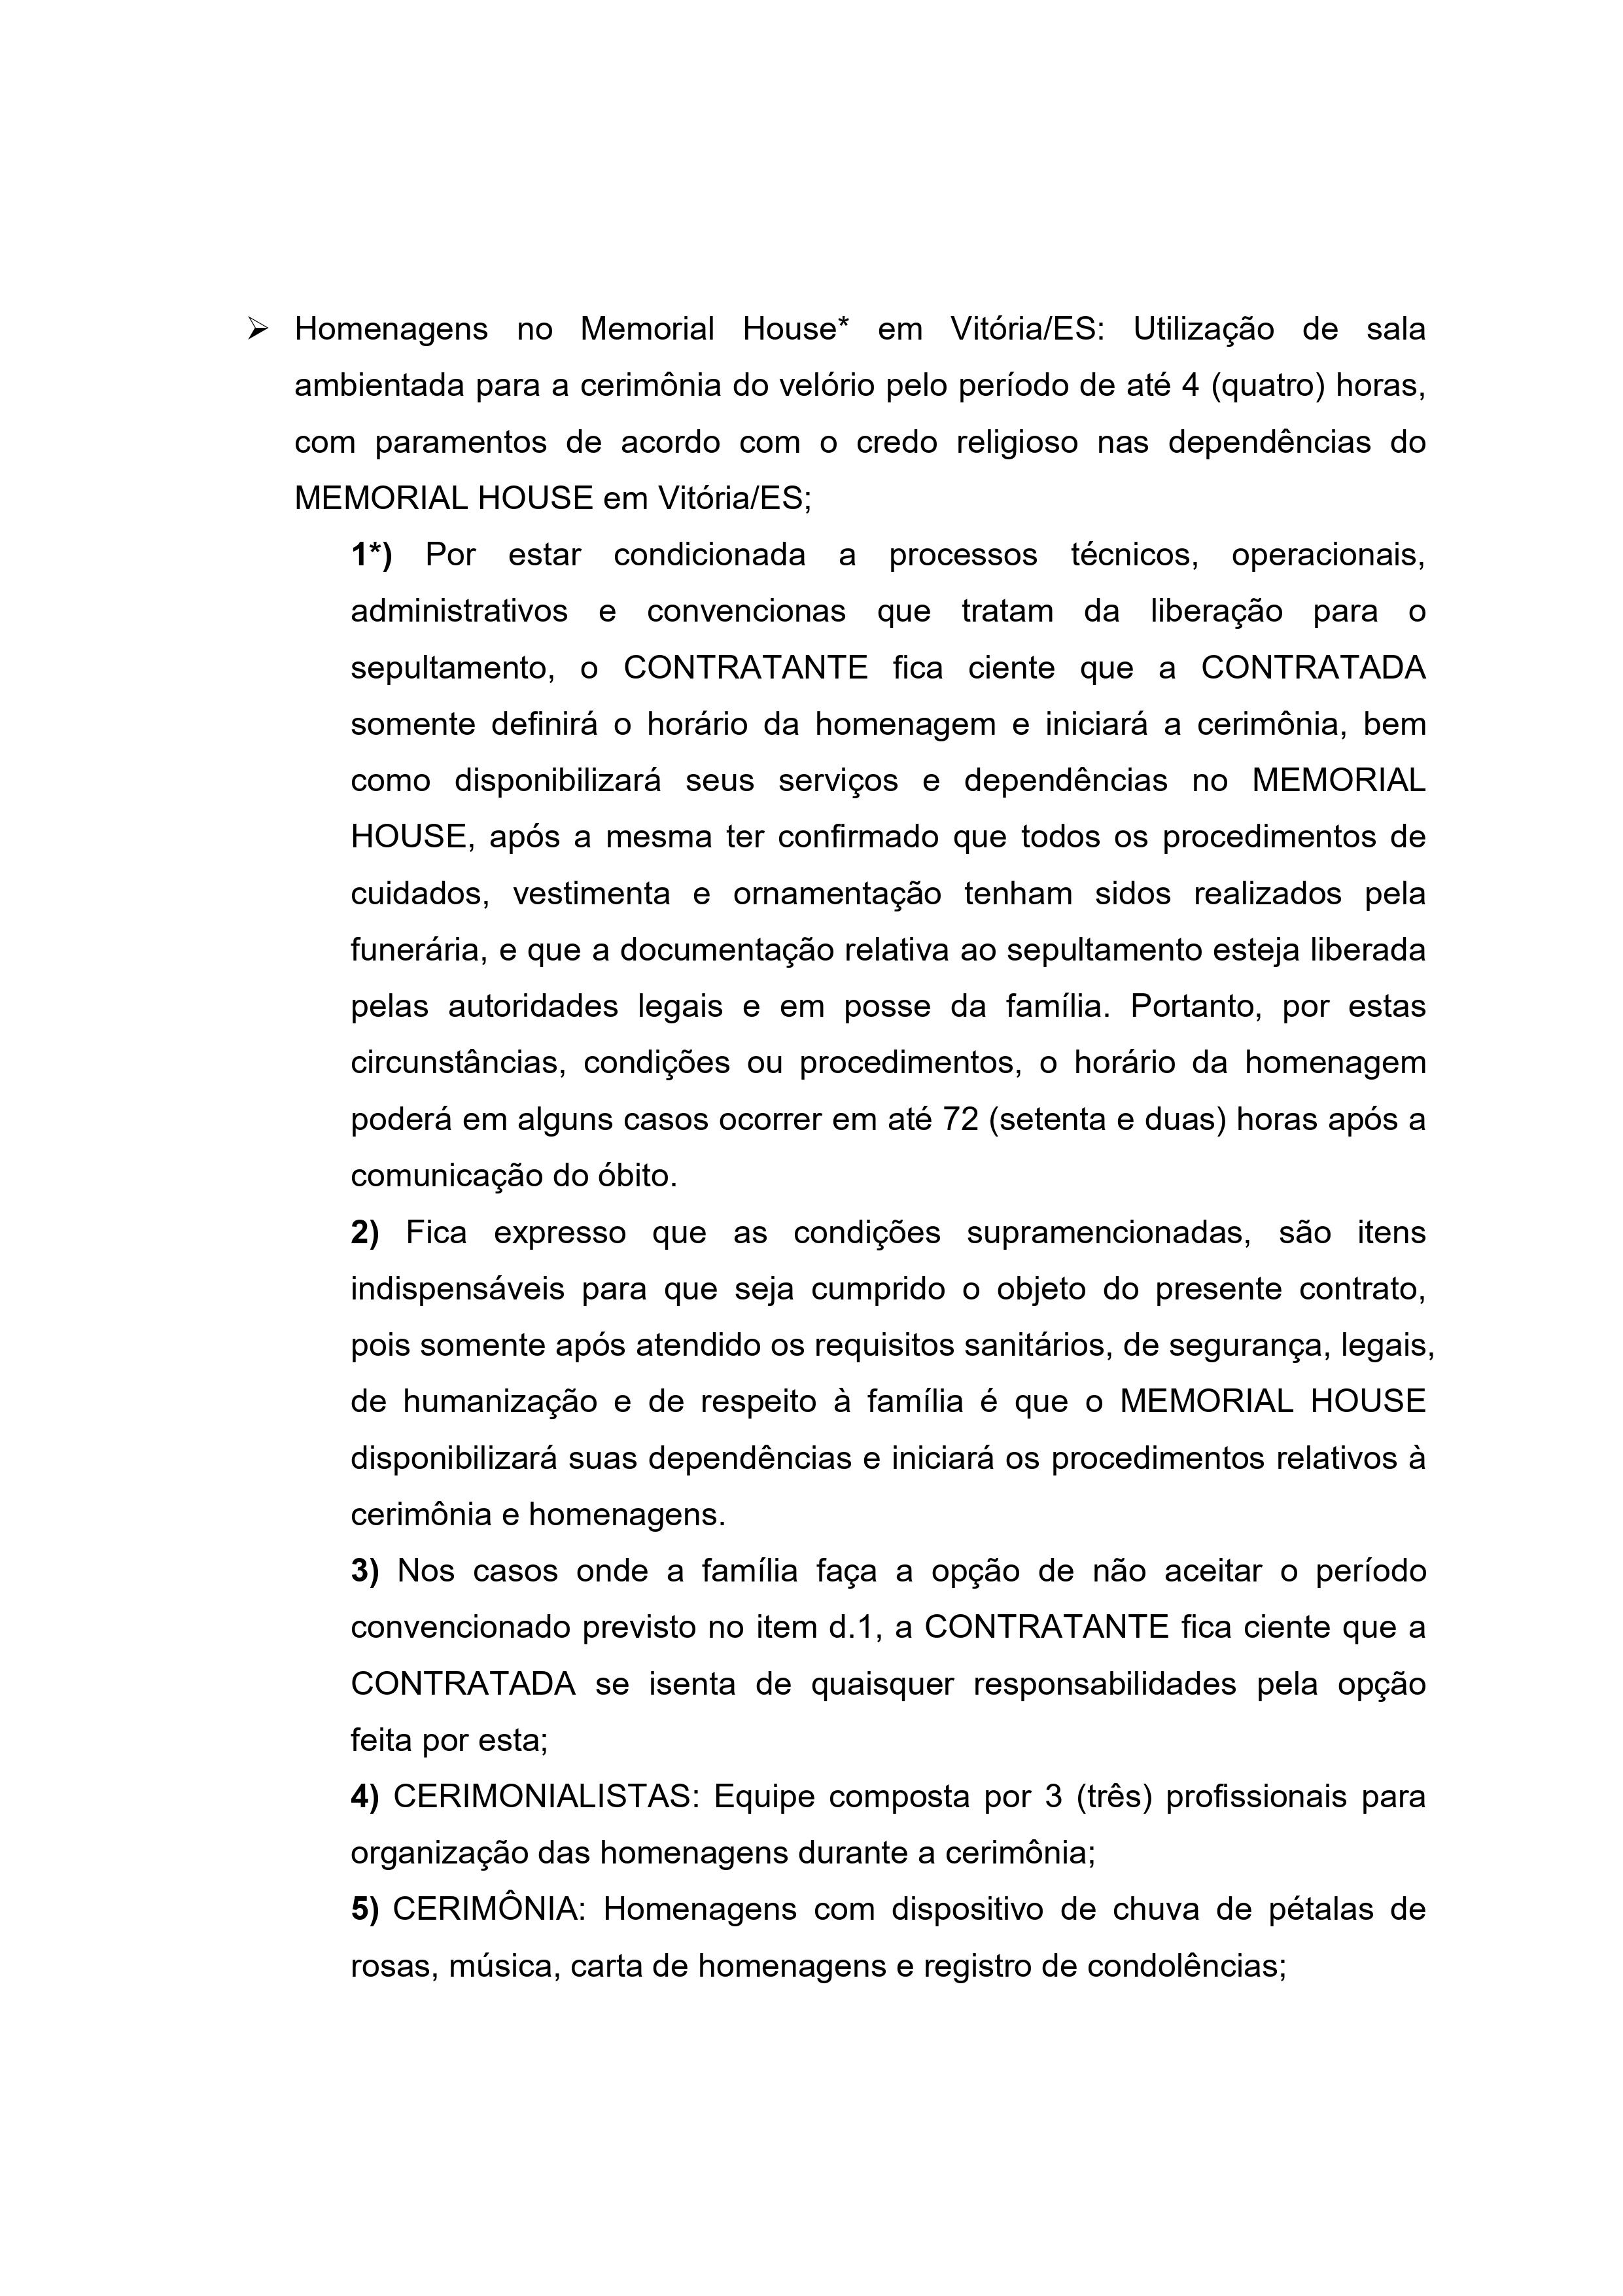 ➢ Homenagens no Memorial House* em Vitória/ES: Utilização de sala
ambientada para a cerimônia do velório pelo período de até 4 (quatro) horas,
com paramentos de acordo com o credo religioso nas dependências do
MEMORIAL HOUSE em Vitória/ES;
1*) Por estar condicionada a processos técnicos, operacionais,
administrativos e convencionas que tratam da liberação para o
sepultamento, o CONTRATANTE fica ciente que a CONTRATADA
somente definirá o horário da homenagem e iniciará a cerimônia, bem
como disponibilizará seus serviços e dependências no MEMORIAL
HOUSE, após a mesma ter confirmado que todos os procedimentos de
cuidados, vestimenta e ornamentação tenham sidos realizados pela
funerária, e que a documentação relativa ao sepultamento esteja liberada
pelas autoridades legais e em posse da família. Portanto, por estas
circunstâncias, condições ou procedimentos, o horário da homenagem
poderá em alguns casos ocorrer em até 72 (setenta e duas) horas após a
comunicação do óbito.
2) Fica expresso que as condições supramencionadas, são itens
indispensáveis para que seja cumprido o objeto do presente contrato,
pois somente após atendido os requisitos sanitários, de segurança, legais,
de humanização e de respeito à família é que o MEMORIAL HOUSE
disponibilizará suas dependências e iniciará os procedimentos relativos à
cerimônia e homenagens.
3) Nos casos onde a família faça a opção de não aceitar o período
convencionado previsto no item d.1, a CONTRATANTE fica ciente que a
CONTRATADA se isenta de quaisquer responsabilidades pela opção
feita por esta;
4) CERIMONIALISTAS: Equipe composta por 3 (três) profissionais para
organização das homenagens durante a cerimônia;
5) CERIMÔNIA: Homenagens com dispositivo de chuva de pétalas de
rosas, música, carta de homenagens e registro de condolências;